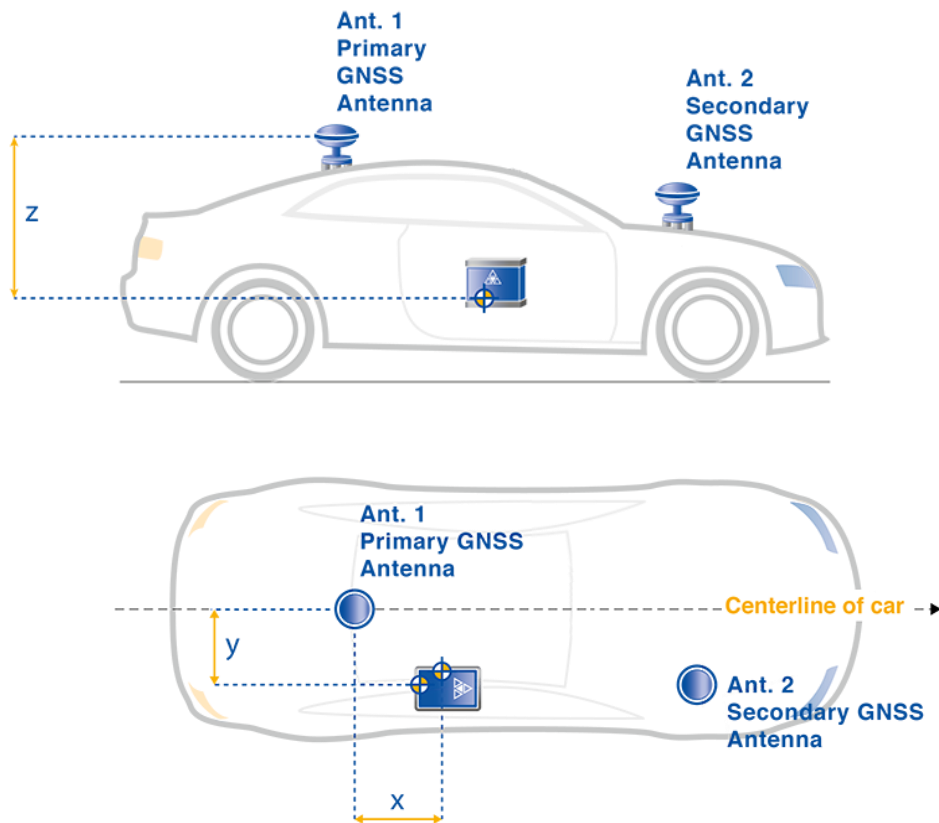 Ant. 1
Primary
GNSS
Antenna
Ant. 2
Secondary
GNSS
Antenna
z
Ant. 1
Primary GNSS
Antenna
Centerline of car
y
Ant. 2
Secondary GNSS
Antenna
x